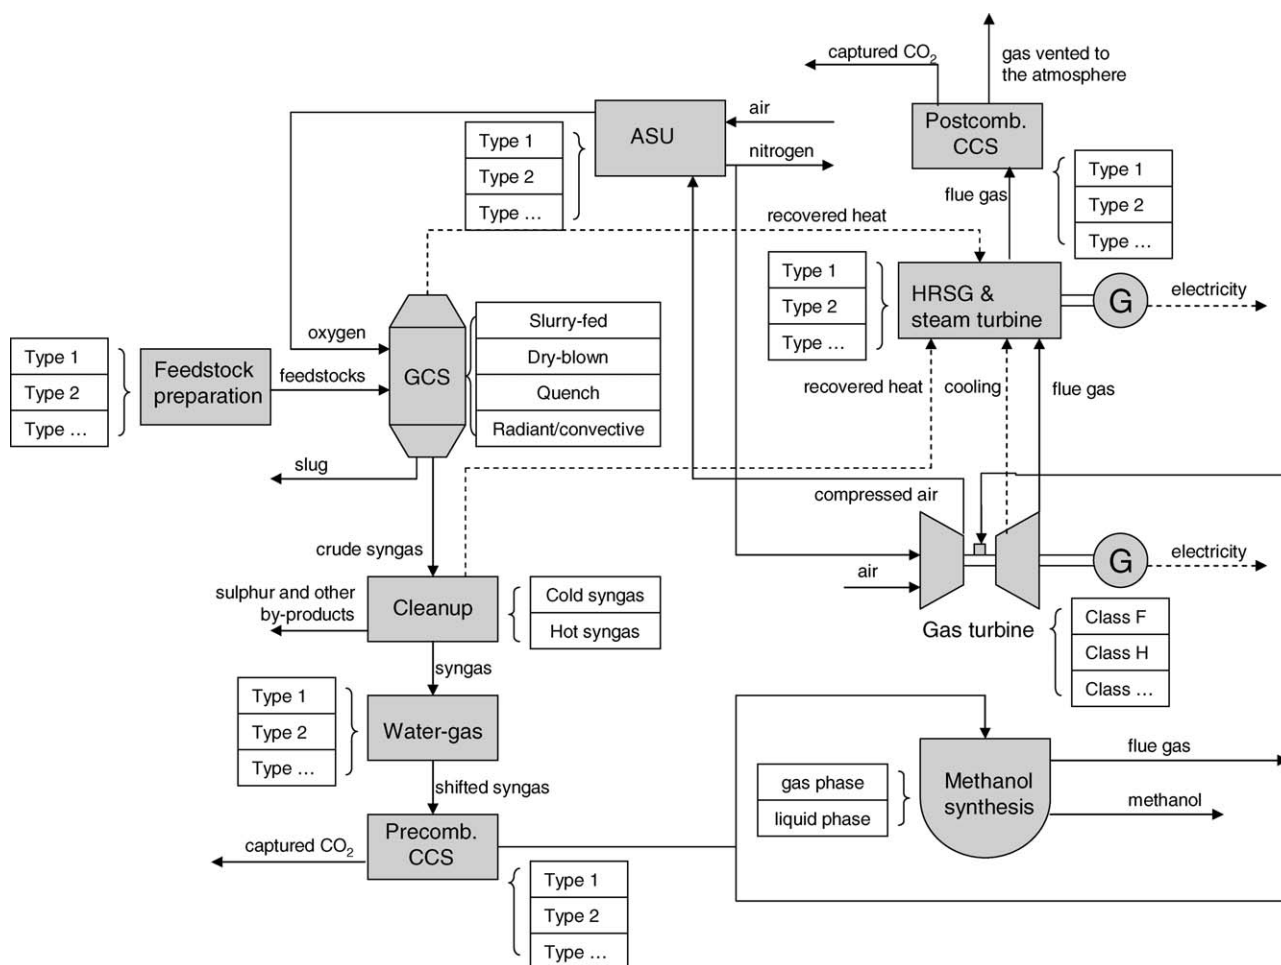 captured CO2
gas vented to
the atmosphere
ASU
air
nitrogen
Type 1
Type 2
Type ...
Postcomb.
CCS
flue gas
Type 1
Type 2
Type ...
recovered heat
Type 1
Type 2
Type ...
HRSG &
steam turbine
G
electricity
oxygen
Slurry-fed
Dry-blown
Quench
Radiant/convective
GCS
Type 1
Type 2
Type ...
Feedstock
preparation
feedstocks
recovered heat
cooling
flue gas
slug
compressed air
crude syngas
air
G
electricity
Gas turbine
Class F
Class H
Class ...
sulphur and other
by-products
Cleanup
Cold syngas
Hot syngas
syngas
Type 1
Type 2
Type ...
Water-gas
shifted syngas
gas phase
liquid phase
Methanol
synthesis
flue gas
methanol
captured CO2
Precomb.
CCS
Type 1
Type 2
Type ...